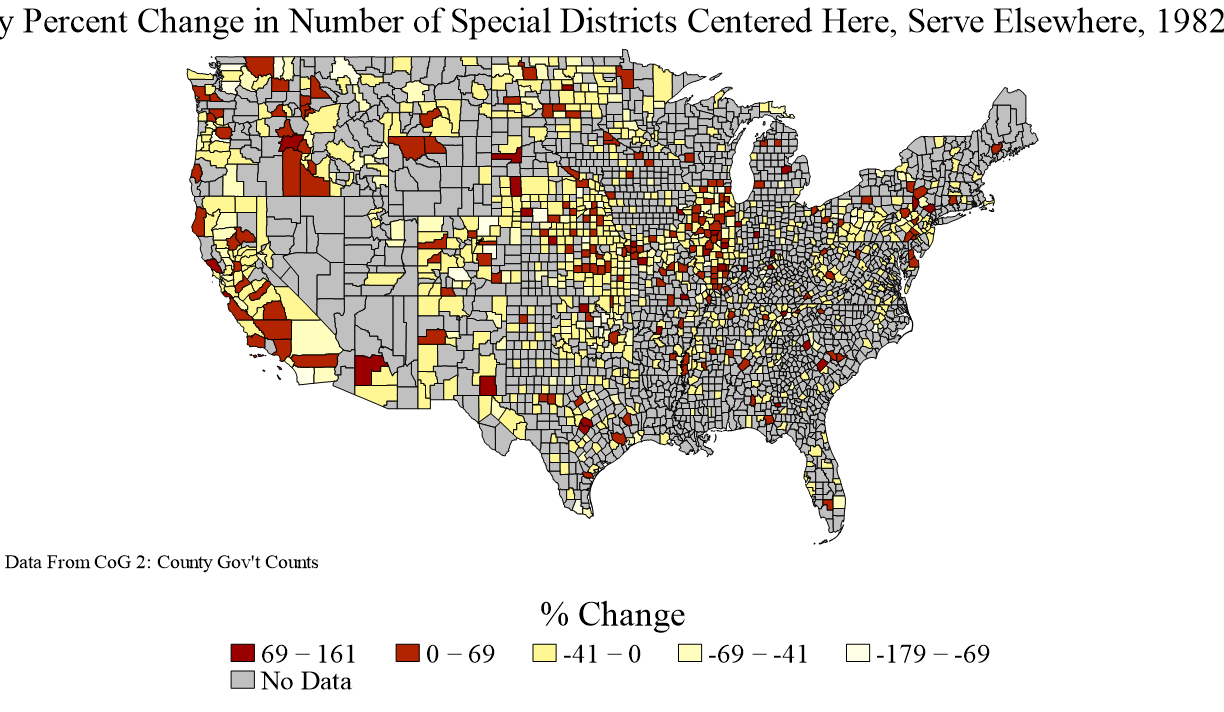 y Percent Change in Number of Special Districts Centered Here, Serve Elsewhere, 1982
Data From CoG 2: County Gov't Counts
% Change
69 − 161
0 − 69
-41 − 0
-69 − -41
-179 − -69
No Data